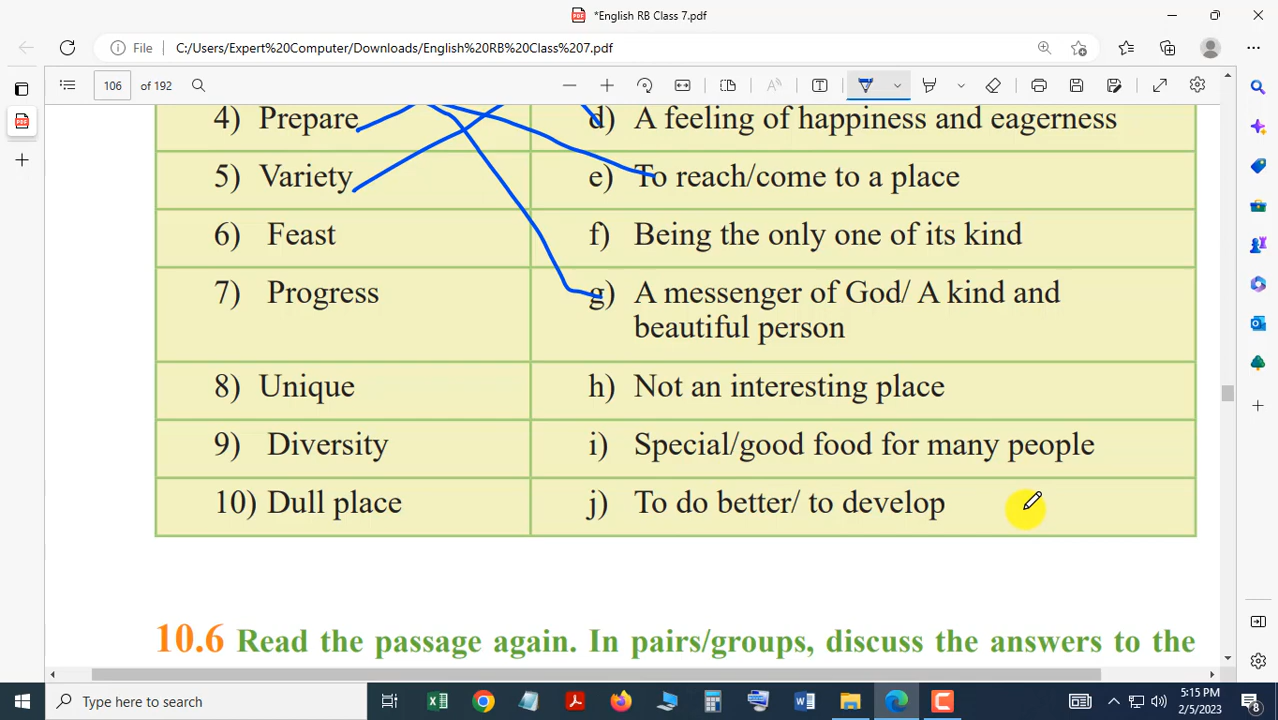 *English RB Class 7.pdf
File C:/Users/Expert%20Computer/Downloads/English%20RB%20Class%207.pdf
106 of 192
4) Prepare d) A feeling of happiness and eagerness
5) Variety e) To reach/come to a place
6) Feast f) Being the only one of its kind
7) Progress g) A messenger of God/ A kind and
beautiful person
8) Unique h) Not an interesting place
9) Diversity i) Special/good food for many people
10) Dull place j) To do better/ to develop
10.6 Read the passage again. In pairs/groups, discuss the answers to the
Type here to search
5:15 PM
2/5/2023
8